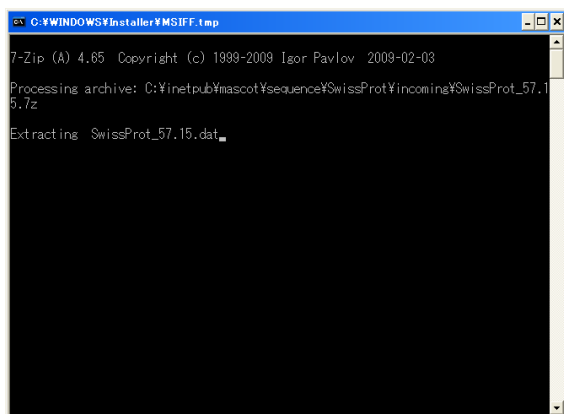 C:¥WINDOWS¥Installer¥MSIFF.tmp
7-Zip (A) 4.65  Copyright (c) 1999-2009 Igor Pavlov  2009-02-03
Processing archive: C:¥inetpub¥mascot¥sequence¥SwissProt¥incoming¥SwissProt_57.1
5.7z
Extracting  SwissProt_57.15.dat